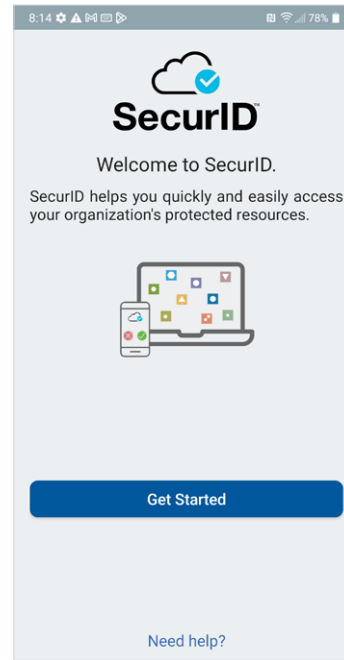 8:14 78%
SecurID™
Welcome to SecurID.
SecurID helps you quickly and easily access
your organization's protected resources.
Get Started
Need help?